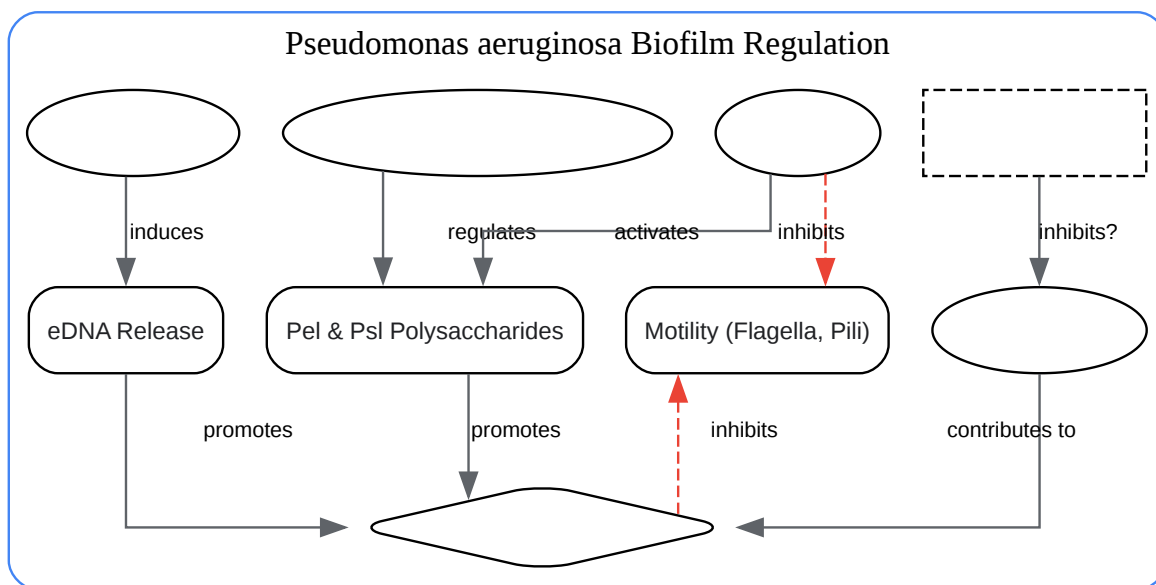 Pseudomonas aeruginosa Biofilm Regulation
induces
regulates
activates
inhibits
inhibits?
eDNA Release
Pel & Psl Polysaccharides
Motility (Flagella, Pili)
promotes
promotes
inhibits
contributes to